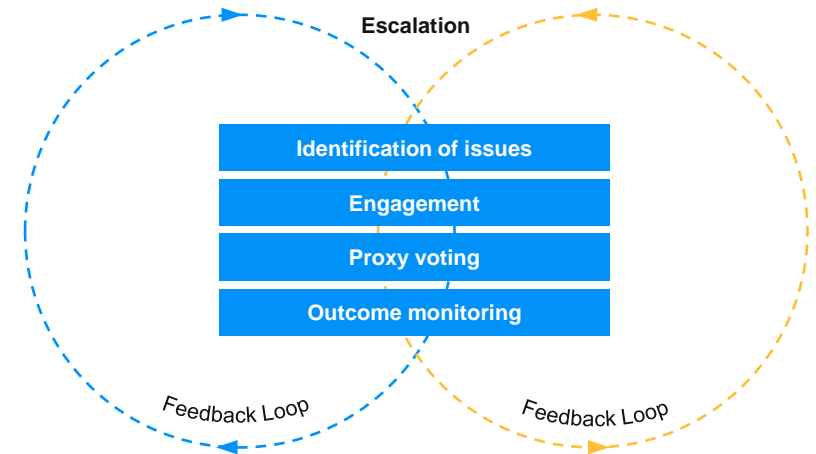 Escalation
Identification of issues
Engagement
Proxy voting
Outcome monitoring
Feedback Loop
Feedback Loop